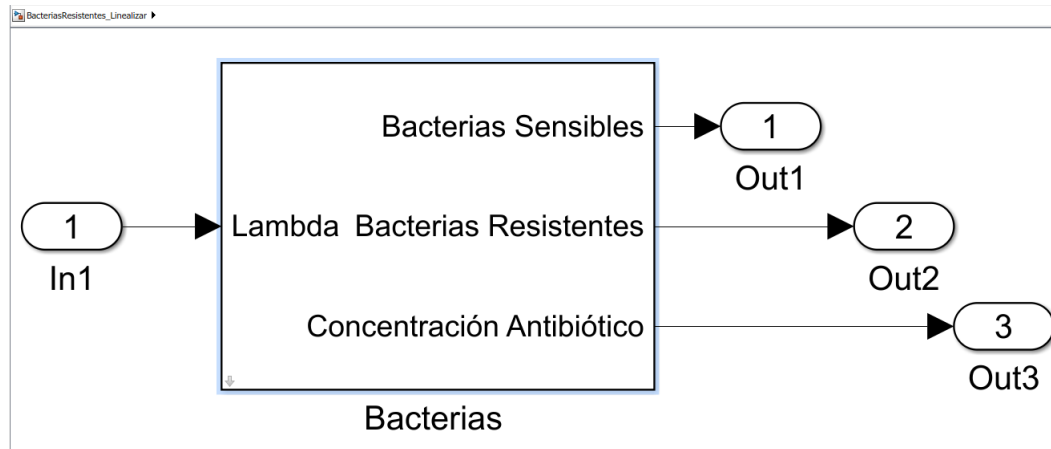 BacteriasResistentes_Linealizar
Bacterias Sensibles
1
Out1
1
In1
Lambda Bacterias Resistentes
2
Out2
Concentración Antibiótico
3
Out3
Bacterias